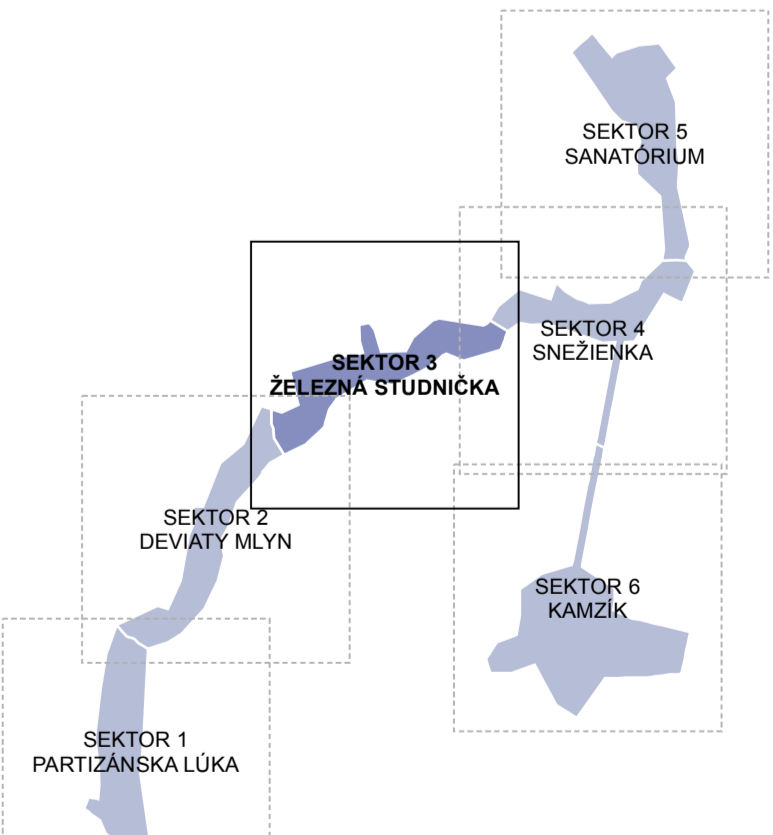 SEKTOR 5
SANATÓRIUM
SEKTOR 4
SNEŽIENKA
SEKTOR 3
ŽELEZNÁ STUDNIČKA
SEKTOR 2
DEVIATY MLYN
SEKTOR 6
KAMZÍK
SEKTOR 1
PARTIZÁNSKA LÚKA